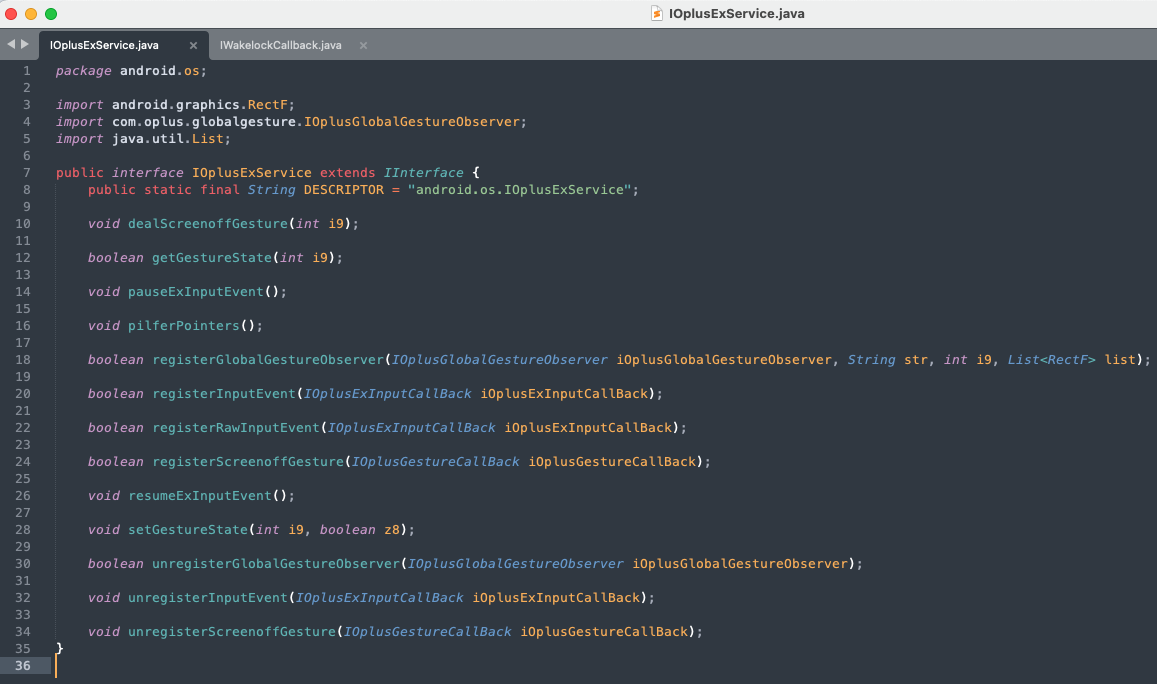 IOplusExService.java
IOplusExService.java × IWakelockCallback.java ×
1 package android.os;
2
3 import android.graphics.RectF;
4 import com.oplus.globalgesture.IOplusGlobalGestureObserver;
5 import java.util.List;
6
7 public interface IOplusExService extends IInterface {
8 public static final String DESCRIPTOR = "android.os.IOplusExService";
9
10 void dealScreenoffGesture(int i9);
11
12 boolean getGestureState(int i9);
13
14 void pauseExInputEvent();
15
16 void pilferPointers();
17
18 boolean registerGlobalGestureObserver(IOplusGlobalGestureObserver iOplusGlobalGestureObserver, String str, int i9, List<RectF> list);
19
20 boolean registerInputEvent(IOplusExInputCallBack iOplusExInputCallBack);
21
22 boolean registerRawInputEvent(IOplusExInputCallBack iOplusExInputCallBack);
23
24 boolean registerScreenoffGesture(IOplusGestureCallBack iOplusGestureCallBack);
25
26 void resumeExInputEvent();
27
28 void setGestureState(int i9, boolean z8);
29
30 boolean unregisterGlobalGestureObserver(IOplusGlobalGestureObserver iOplusGlobalGestureObserver);
31
32 void unregisterInputEvent(IOplusExInputCallBack iOplusExInputCallBack);
33
34 void unregisterScreenoffGesture(IOplusGestureCallBack iOplusGestureCallBack);
35 }
36